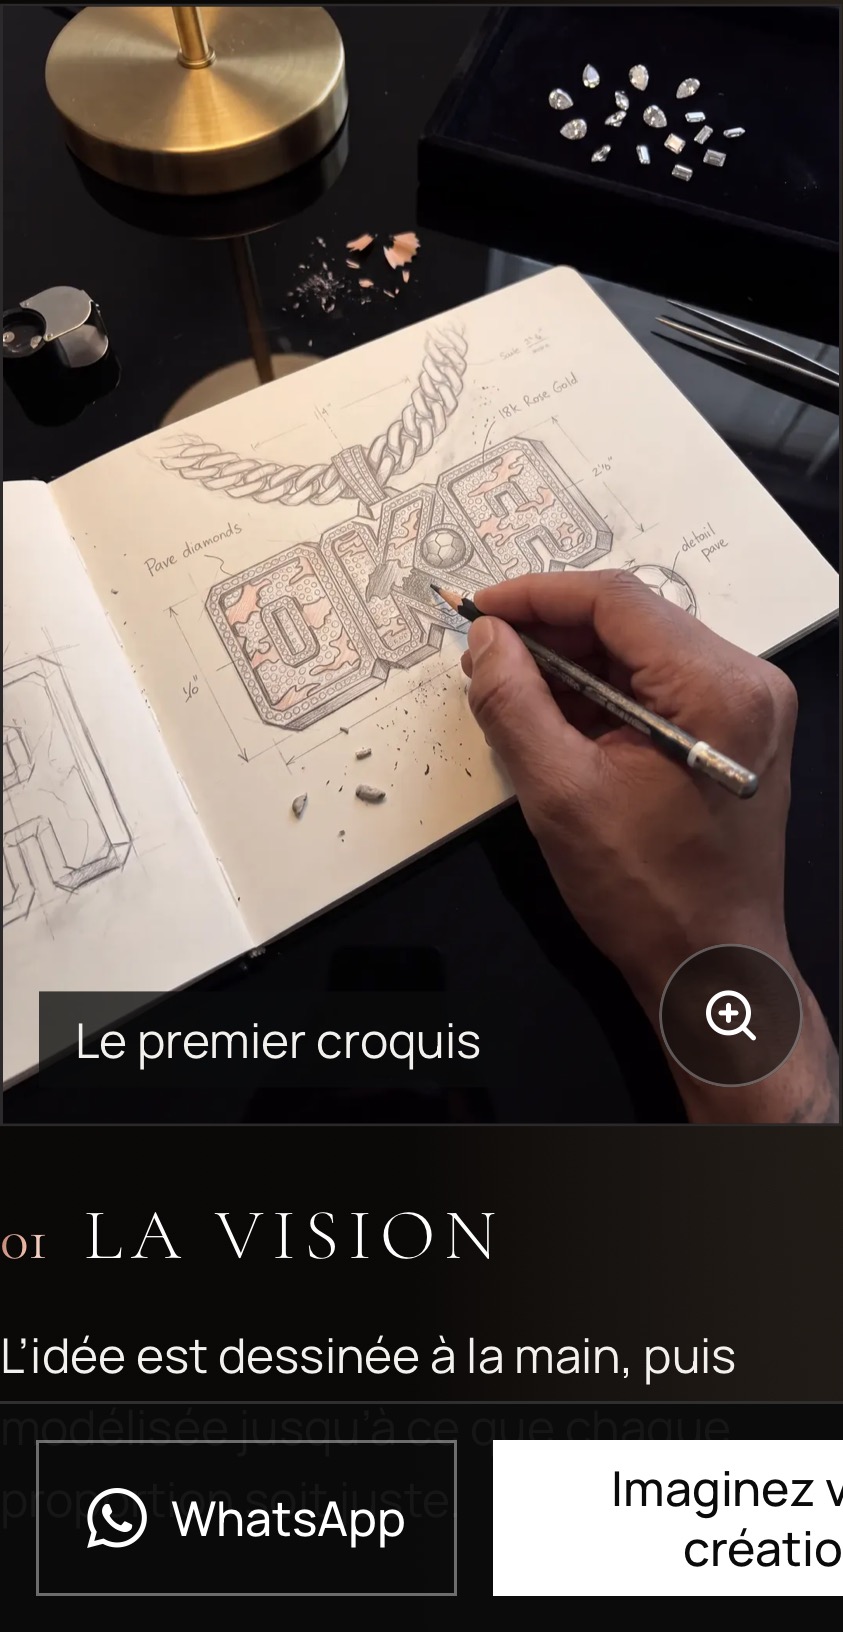 18k Rose Gold
Pave diamonds
OKA
detail
pave
Le premier croquis
01 LA VISION
L'idée est dessinée à la main, puis
modélisée jusqu'à ce que chaque
proportion soit juste.
WhatsApp
Imaginez v
créatio